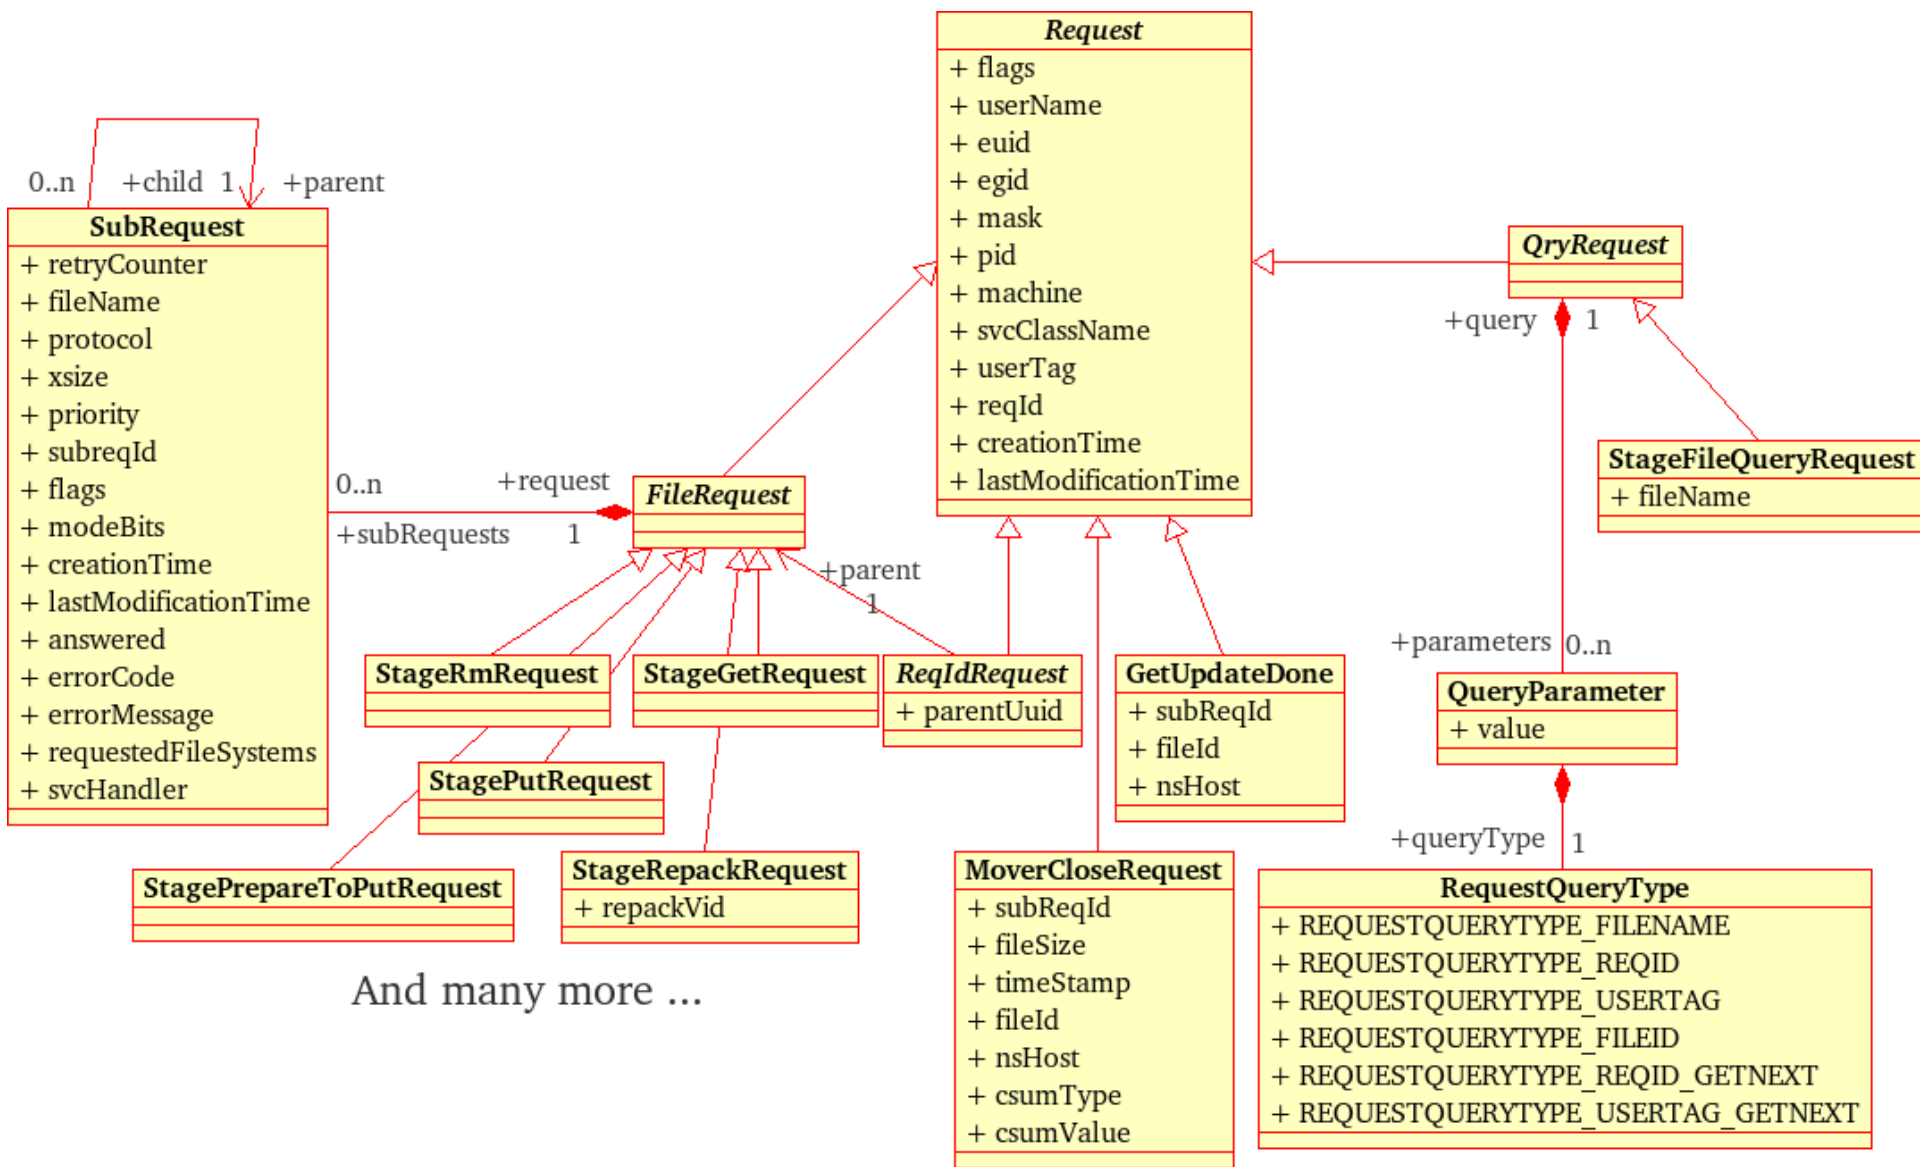 Request
+ flags
+ userName
+ euid
+ egid
+ mask
+ pid
+ machine
+ svcClassName
+ userTag
+ reqId
+ creationTime
+ lastModificationTime
0..n +child 1 +parent
SubRequest
+ retryCounter
+ fileName
+ protocol
+ xsize
+ priority
+ subreqId
+ flags
+ modeBits
+ creationTime
+ lastModificationTime
+ answered
+ errorCode
+ errorMessage
+ requestedFileSystems
+ svcHandler
0..n +request
+subRequests 1
FileRequest
QryRequest
+query 1
StageFileQueryRequest
+ fileName
+parent
1
StageRmRequest
StageGetRequest
ReqIdRequest
+ parentUuid
GetUpdateDone
+ subReqId
+ fileId
+ nsHost
+parameters 0..n
QueryParameter
+ value
StagePutRequest
StagePrepareToPutRequest
StageRepackRequest
+ repackVid
MoverCloseRequest
+ subReqId
+ fileSize
+ timeStamp
+ fileId
+ nsHost
+ csumType
+ csumValue
+queryType 1
RequestQueryType
+ REQUESTQUERYTYPE_FILENAME
+ REQUESTQUERYTYPE_REQID
+ REQUESTQUERYTYPE_USERTAG
+ REQUESTQUERYTYPE_FILEID
+ REQUESTQUERYTYPE_REQID_GETNEXT
+ REQUESTQUERYTYPE_USERTAG_GETNEXT
And many more ...